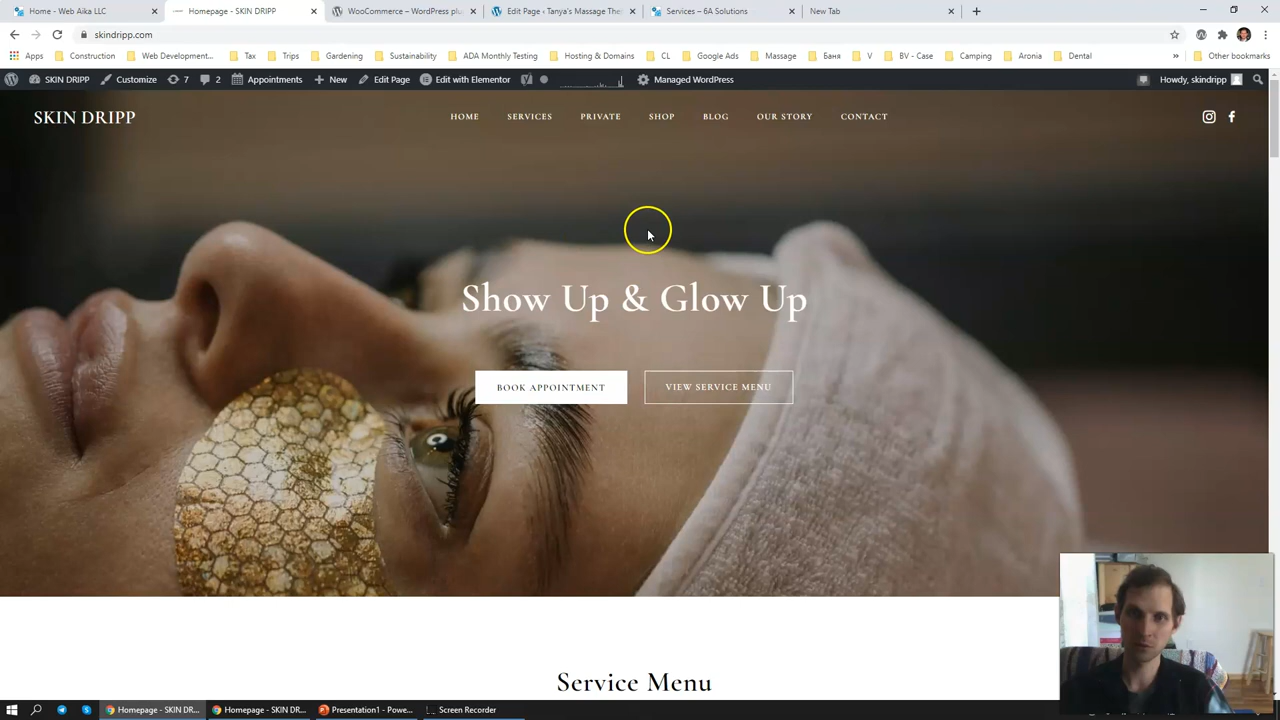 Home - Web Aika LLC
Homepage - SKIN DRIPP
WooCommerce – WordPress plu
Edit Page ‹ Tanya's Massage The
Services – 6A Solutions
New Tab
skindripp.com
Apps
Construction
Web Development...
Tax
Trips
Gardening
Sustainability
ADA Monthly Testing
Hosting & Domains
CL
Google Ads
Massage
Баня
V
BV - Case
Camping
Aronia
Dental
»
Other bookmarks
SKIN DRIPP
Customize
7
2
Appointments
New
Edit Page
Edit with Elementor
Managed WordPress
Howdy, skindripp
SKIN DRIPP
HOME
SERVICES
PRIVATE
SHOP
BLOG
OUR STORY
CONTACT
Show Up & Glow Up
BOOK APPOINTMENT
VIEW SERVICE MENU
Service Menu
Homepage - SKIN DR...
Homepage - SKIN DR...
Presentation1 - Powe...
Screen Recorder